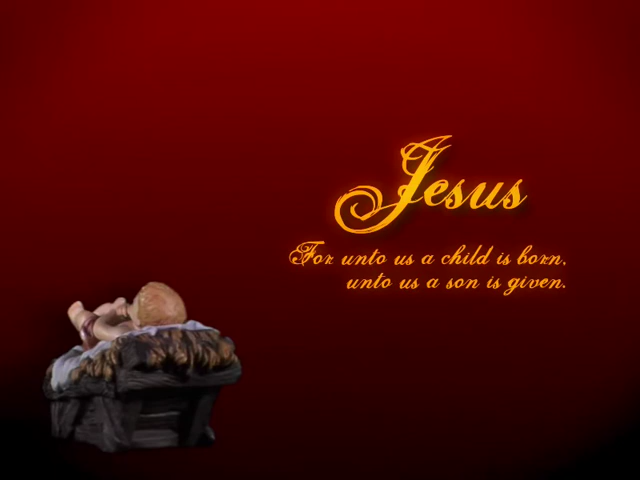 Jesus
For unto us a child is born,
unto us a son is given.